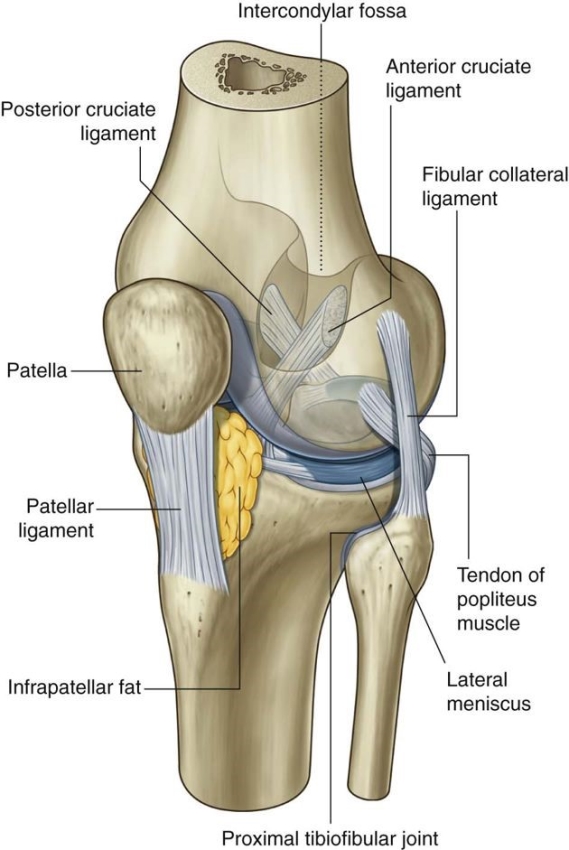 Intercondylar fossa
Anterior cruciate
ligament
Posterior cruciate
ligament
Fibular collateral
ligament
Patella
Patellar
ligament
Tendon of
popliteus
muscle
Infrapatellar fat
Lateral
meniscus
Proximal tibiofibular joint